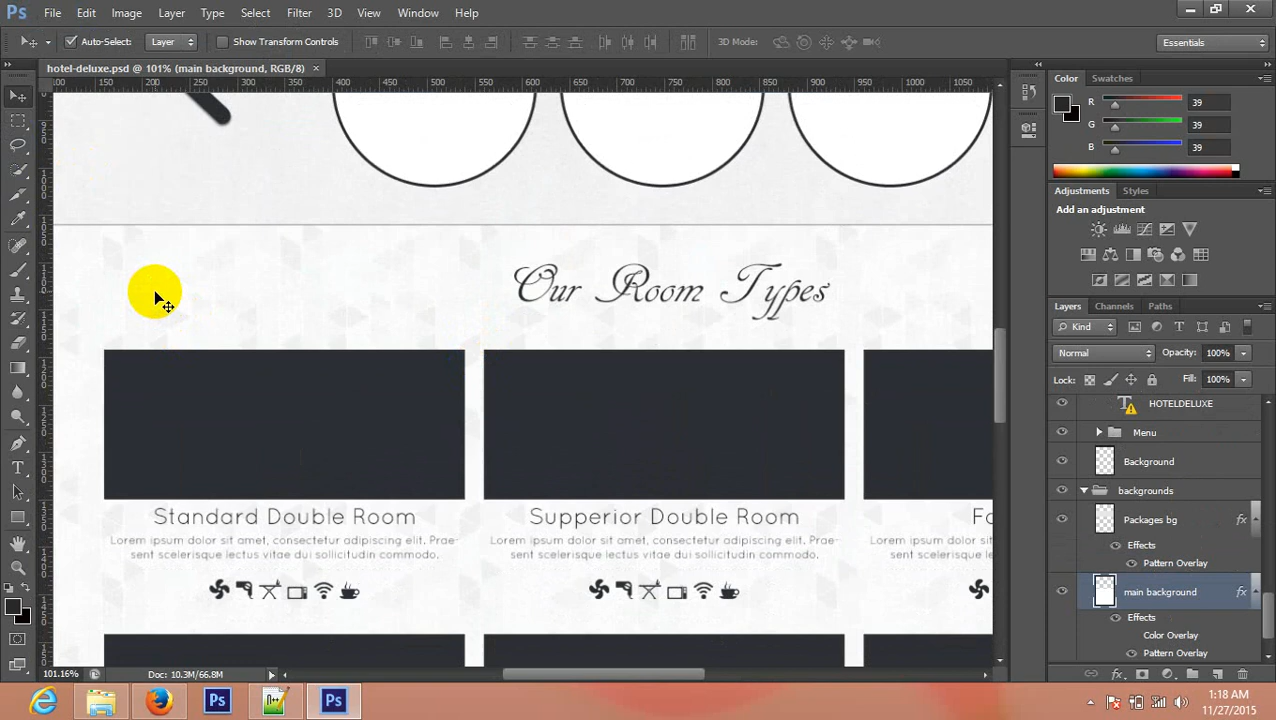 Ps File Edit Image Layer Type Select Filter 3D View Window Help
Auto-Select: Layer Show Transform Controls 3D Mode: Essentials
hotel-deluxe.psd @ 101% (main background, RGB/8) ×
Color Swatches
R 39
G 39
B 39
Adjustments Styles
Add an adjustment
Our Room Types
Layers Channels Paths
Kind
Normal Opacity: 100%
Lock: Fill: 100%
HOTELDELUXE
Menu
Background
backgrounds
Packages bg fx
Effects
Pattern Overlay
main background fx
Effects
Color Overlay
Pattern Overlay
Standard Double Room
Lorem ipsum dolor sit amet, consectetur adipiscing elit. Prae-
sent scelerisque lectus vitae dui sollicitudin commodo.
Supperior Double Room
Lorem ipsum dolor sit amet, consectetur adipiscing elit. Prae-
sent scelerisque lectus vitae dui sollicitudin commodo.
Fa
Lorem ipsum dolor sit
sent scelerisque le
101.16% Doc: 10.3M/66.8M
Ps Ps
1:18 AM
11/27/2015